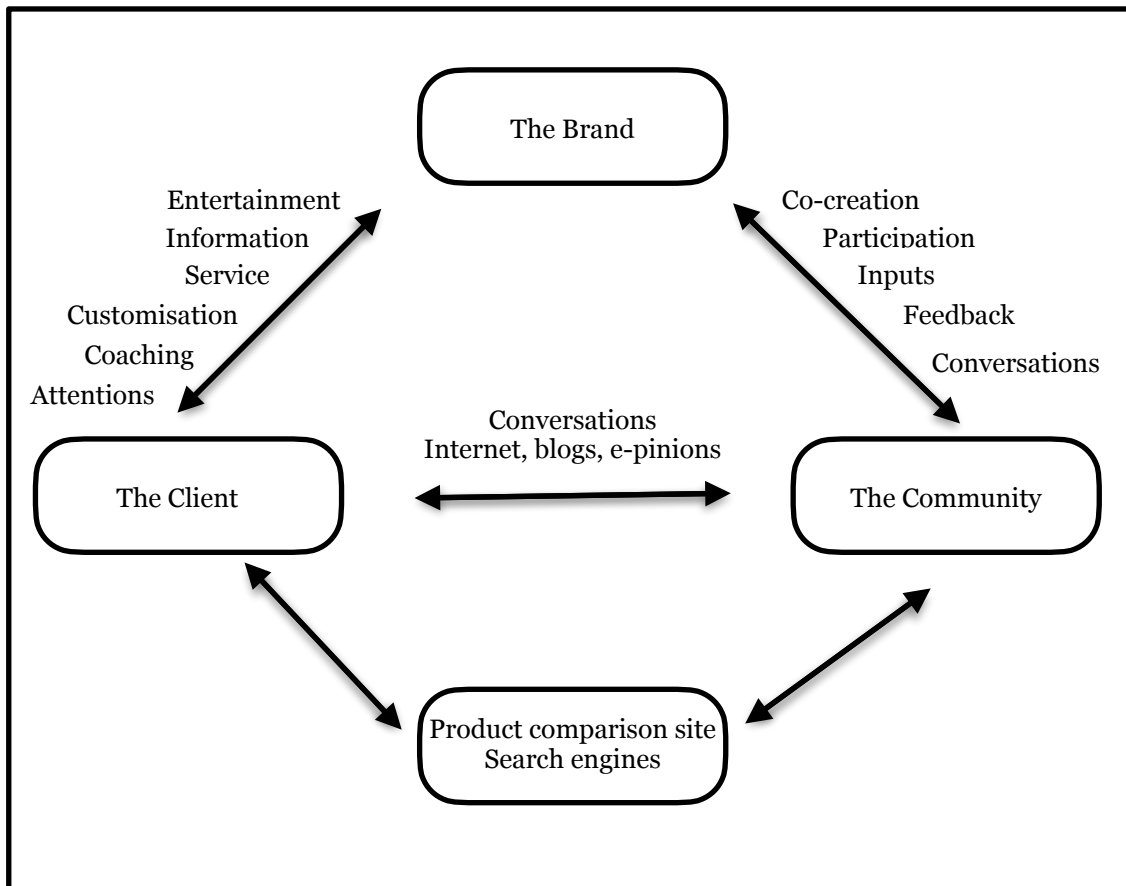 The Brand
Entertainment
Information
Service
Customisation
Coaching
Attentions
Co-creation
Participation
Inputs
Feedback
Conversations
Conversations
Internet, blogs, e-pinions
The Client
The Community
Product comparison site
Search engines